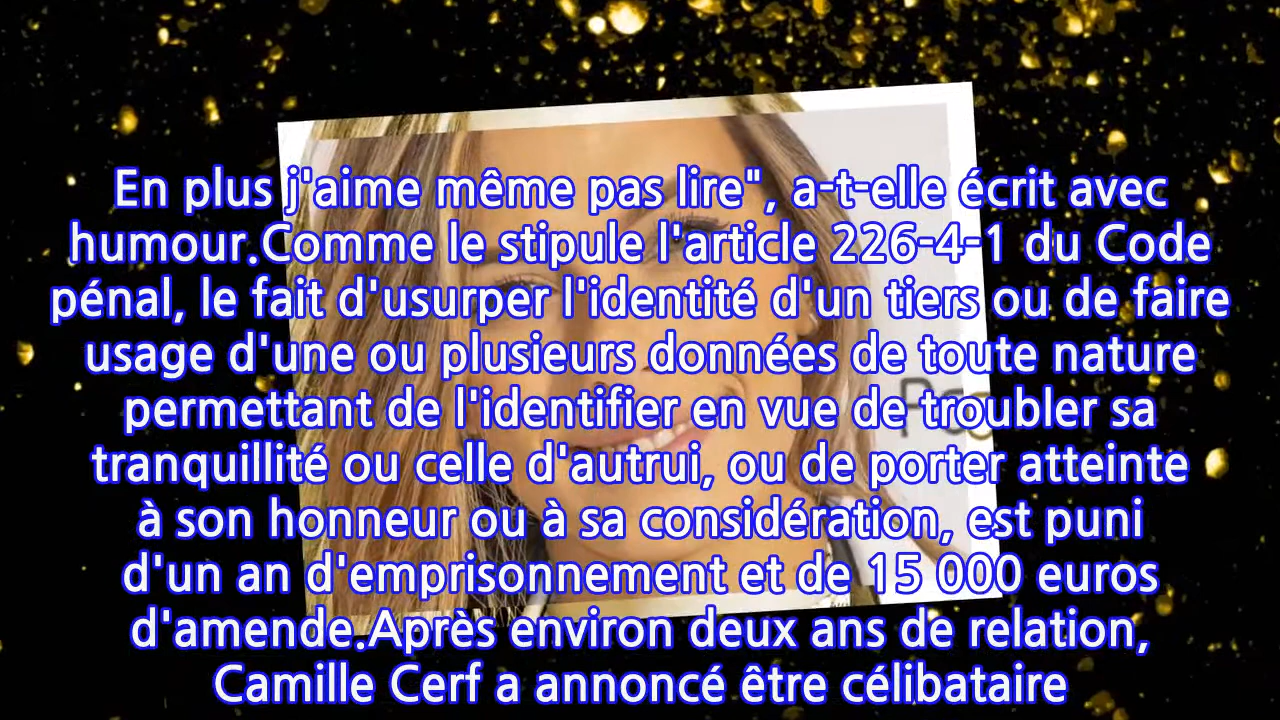 En plus j'aime même pas lire", a-t-elle écrit avec
humour.Comme le stipule l'article 226-4-1 du Code
pénal, le fait d'usurper l'identité d'un tiers ou de faire
usage d'une ou plusieurs données de toute nature
permettant de l'identifier en vue de troubler sa
tranquillité ou celle d'autrui, ou de porter atteinte
à son honneur ou à sa considération, est puni
d'un an d'emprisonnement et de 15 000 euros
d'amende.Après environ deux ans de relation,
Camille Cerf a annoncé être célibataire